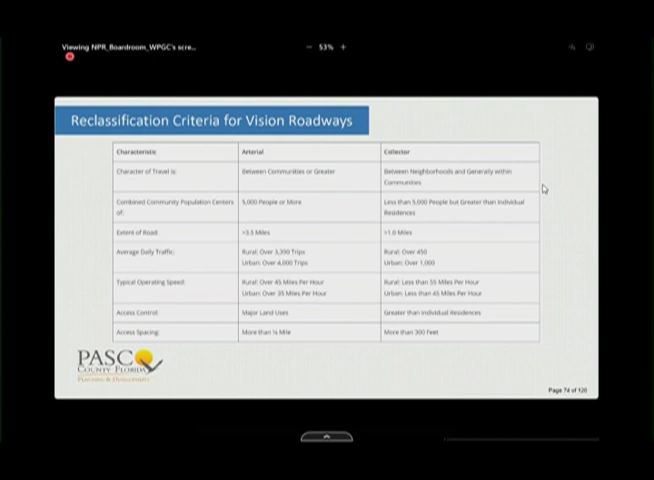 Viewing NPR_Boardroom_WPGC's scre...
53%
Reclassification Criteria for Vision Roadways
Characteristic Arterial Collector
Character of Travel is: Between Communities or Greater Between Neighborhoods and Generally within
Communities
Combined Community Population Centers 5,000 People or More Less than 5,000 People but Greater than Individual
of: Residences
Extent of Road: >3.5 Miles >1.0 Miles
Average Daily Traffic: Rural: Over 3,390 Trips Rural: Over 450
Urban: Over 4,000 Trips Urban: Over 1,000
Typical Operating Speed: Rural: Over 45 Miles Per Hour Rural: Less than 55 Miles Per Hour
Urban: Over 35 Miles Per Hour Urban: Less than 45 Miles Per Hour
Access Control: Major Land Uses Greater than Individual Residences
Access Spacing: More than ¼ Mile More than 300 Feet
PASCO
COUNTY FLORIDA
Planning & Development
Page 74 of 120